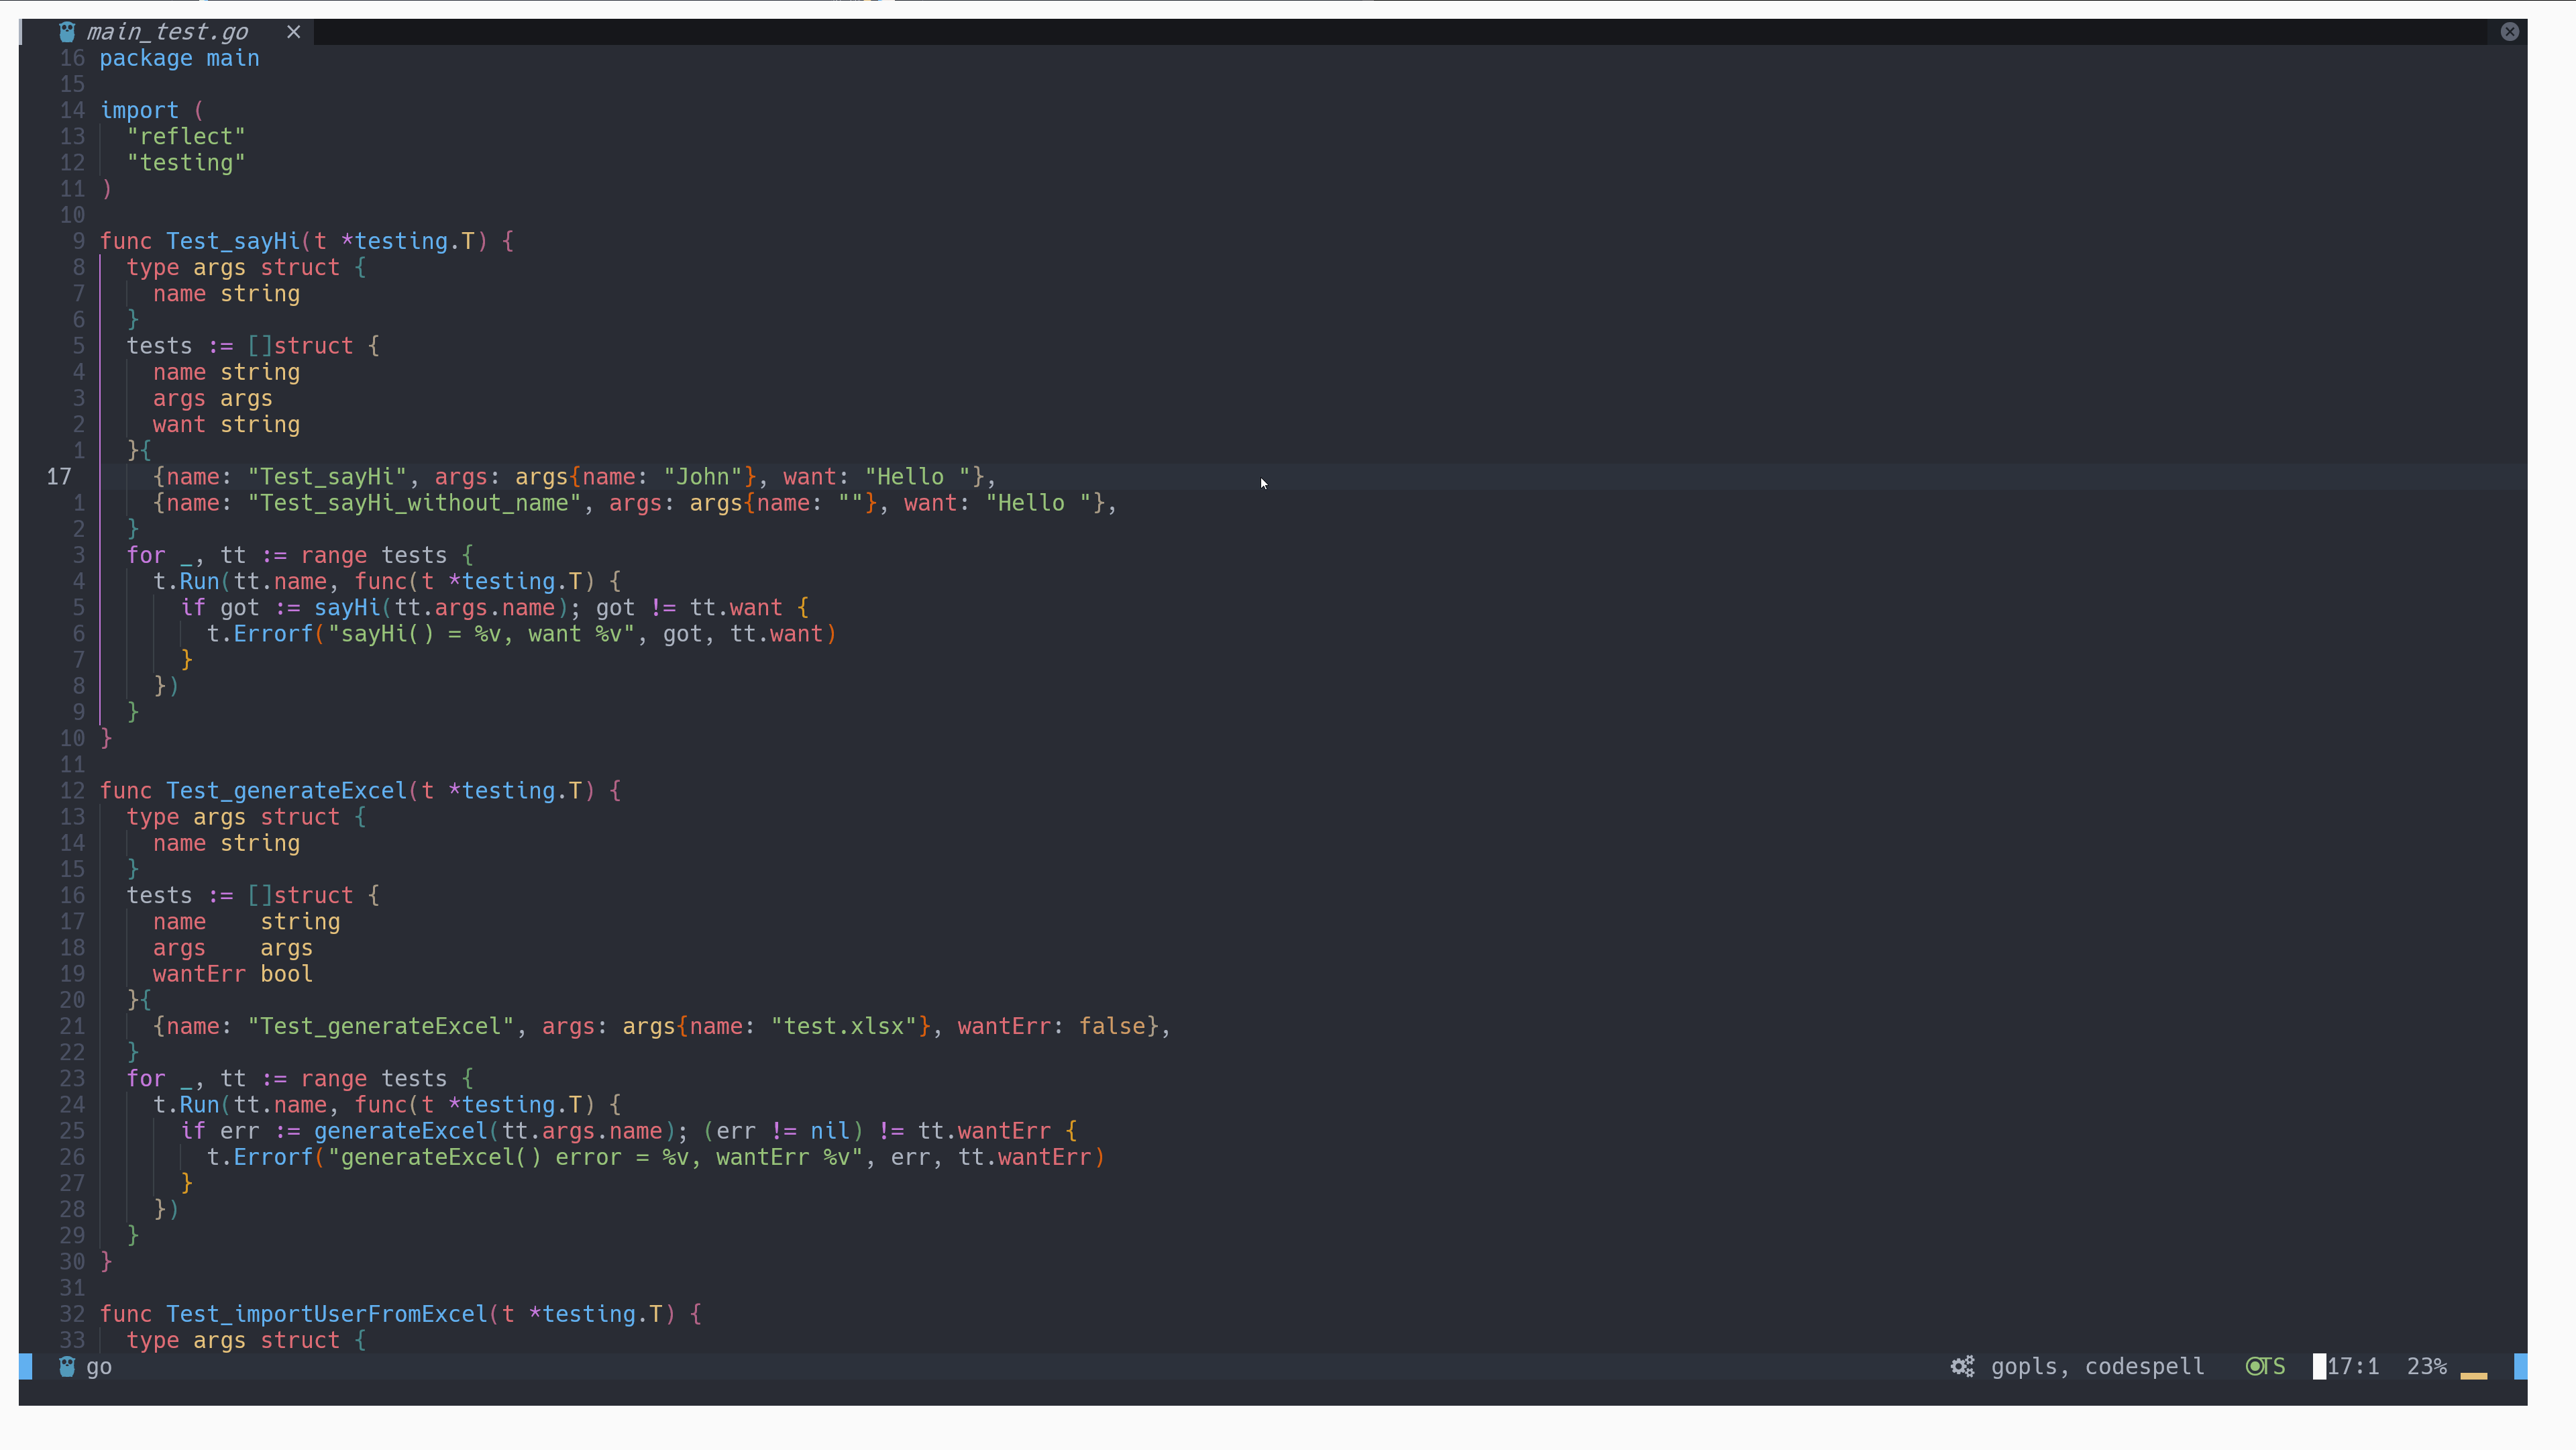 main_test.go ×
16 package main
15
14 import (
13   "reflect"
12   "testing"
11 )
10
9 func Test_sayHi(t *testing.T) {
8   type args struct {
7     name string
6   }
5   tests := []struct {
4     name string
3     args args
2     want string
1   }{
17     {name: "Test_sayHi", args: args{name: "John"}, want: "Hello "},
1     {name: "Test_sayHi_without_name", args: args{name: ""}, want: "Hello "},
2   }
3   for _, tt := range tests {
4     t.Run(tt.name, func(t *testing.T) {
5       if got := sayHi(tt.args.name); got != tt.want {
6         t.Errorf("sayHi() = %v, want %v", got, tt.want)
7       }
8     })
9   }
10 }
11
12 func Test_generateExcel(t *testing.T) {
13   type args struct {
14     name string
15   }
16   tests := []struct {
17     name    string
18     args    args
19     wantErr bool
20   }{
21     {name: "Test_generateExcel", args: args{name: "test.xlsx"}, wantErr: false},
22   }
23   for _, tt := range tests {
24     t.Run(tt.name, func(t *testing.T) {
25       if err := generateExcel(tt.args.name); (err != nil) != tt.wantErr {
26         t.Errorf("generateExcel() error = %v, wantErr %v", err, tt.wantErr)
27       }
28     })
29   }
30 }
31
32 func Test_importUserFromExcel(t *testing.T) {
33   type args struct {
go gopls, codespell TS 17:1 23%